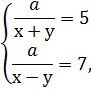 { a/(x + y) = 5
a/(x − y) = 7,